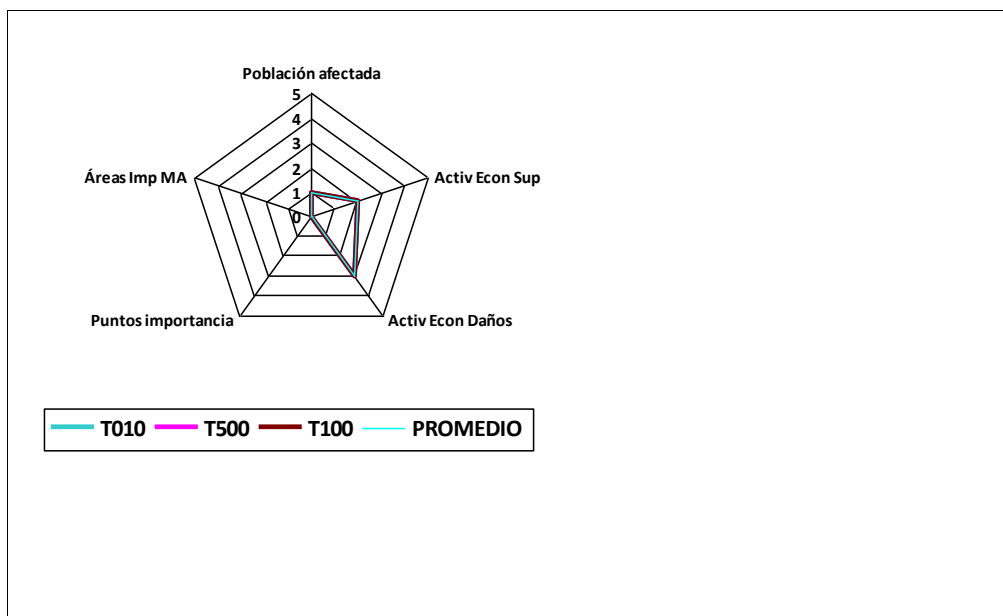 Población afectada
5
4
3
2
1
0
Áreas Imp MA
Activ Econ Sup
Puntos importancia
Activ Econ Daños
T010 T500 T100 PROMEDIO